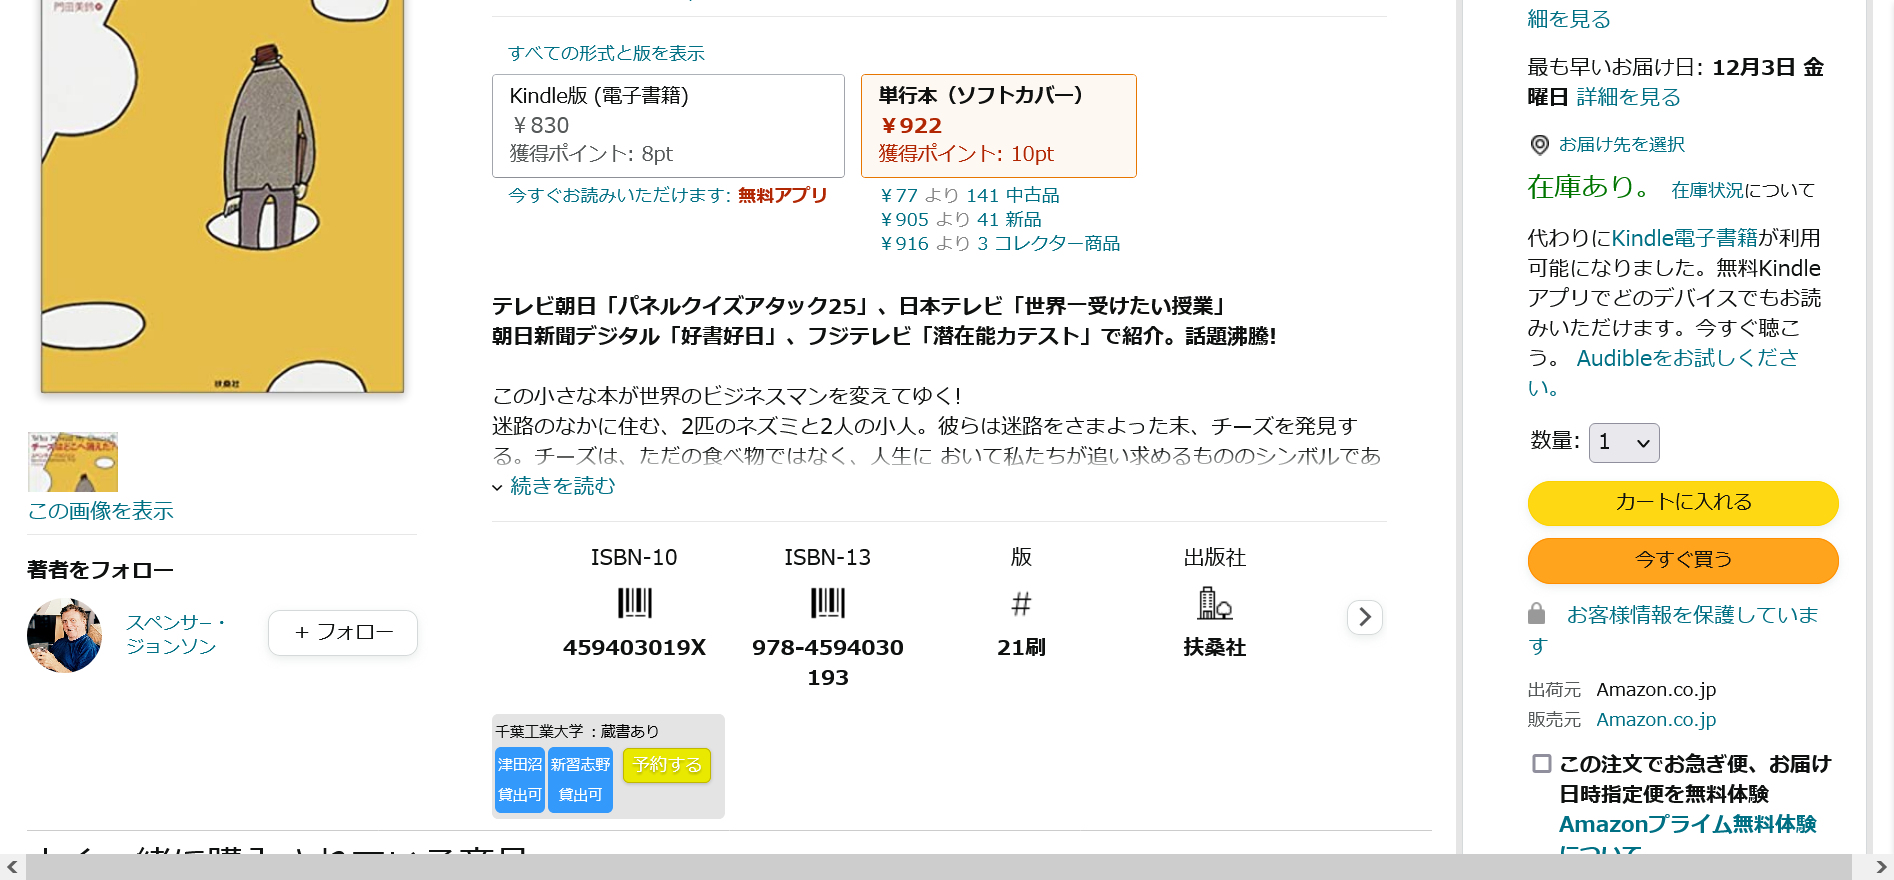 門田美鈴
扶桑社
Who Moved My Cheese?
チーズはどこへ消えた?
この画像を表示
著者をフォロー
スペンサー・
ジョンソン
+ フォロー
すべての形式と版を表示
Kindle版 (電子書籍)
￥830
獲得ポイント: 8pt
今すぐお読みいただけます: 無料アプリ
単行本（ソフトカバー）
￥922
獲得ポイント: 10pt
￥77 より 141 中古品
￥905 より 41 新品
￥916 より 3 コレクター商品
テレビ朝日「パネルクイズアタック25」、日本テレビ「世界一受けたい授業」
朝日新聞デジタル「好書好日」、フジテレビ「潜在能力テスト」で紹介。話題沸騰!
この小さな本が世界のビジネスマンを変えてゆく!
迷路のなかに住む、2匹のネズミと2人の小人。彼らは迷路をさまよった末、チーズを発見す
る。チーズは、ただの食べ物ではなく、人生に おいて私たちが追い求めるもののシンボルであ
続きを読む
ISBN-10
459403019X
ISBN-13
978-4594030
193
版
#
21刷
出版社
扶桑社
千葉工業大学 : 蔵書あり
津田沼
貸出可
新習志野
貸出可
予約する
細を見る
最も早いお届け日: 12月3日 金
曜日 詳細を見る
お届け先を選択
在庫あり。 在庫状況について
代わりにKindle電子書籍が利用
可能になりました。無料Kindle
アプリでどのデバイスでもお読
みいただけます。今すぐ聴こ
う。 Audibleをお試しくださ
い。
数量: 1
カートに入れる
今すぐ買う
お客様情報を保護していま
す
出荷元 Amazon.co.jp
販売元 Amazon.co.jp
この注文でお急ぎ便、お届け
日時指定便を無料体験
Amazonプライム無料体験
について